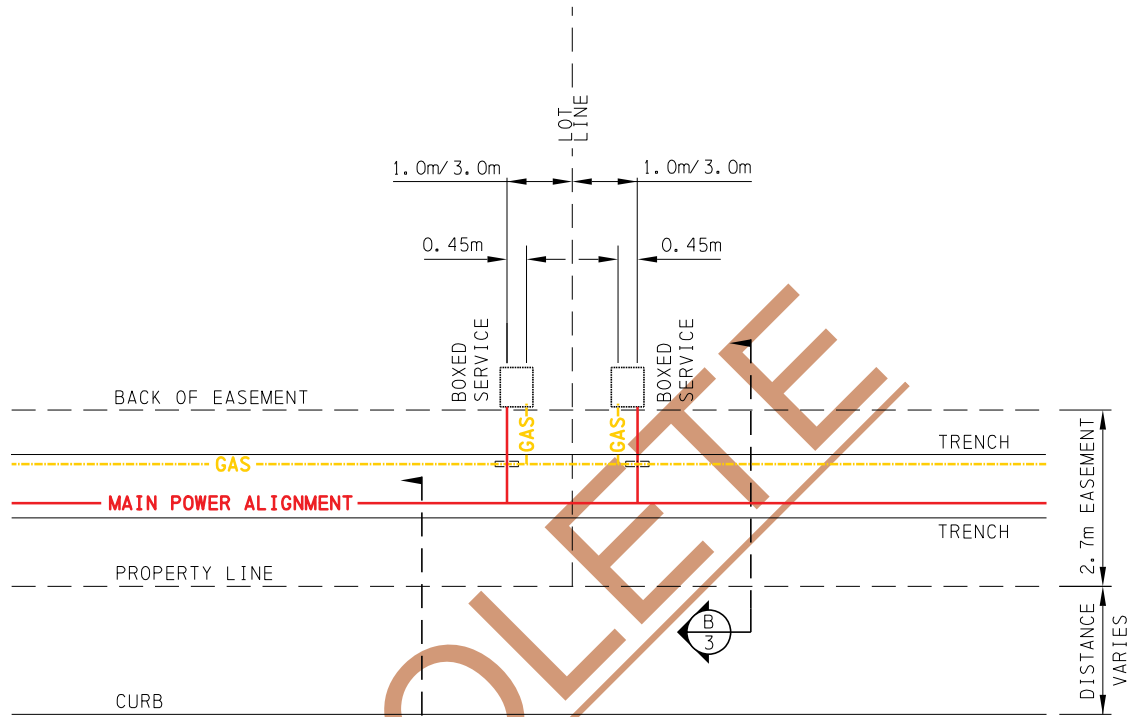 LOT
LINE
1.0m/3.0m
1.0m/3.0m
0.45m
0.45m
BOXED
SERVICE
BOXED
SERVICE
BACK OF EASEMENT
GAS
GAS
TRENCH
GAS
MAIN POWER ALIGNMENT
TRENCH
2.7m EASEMENT
PROPERTY LINE
B
3
DISTANCE
VARIES
CURB
OLETE